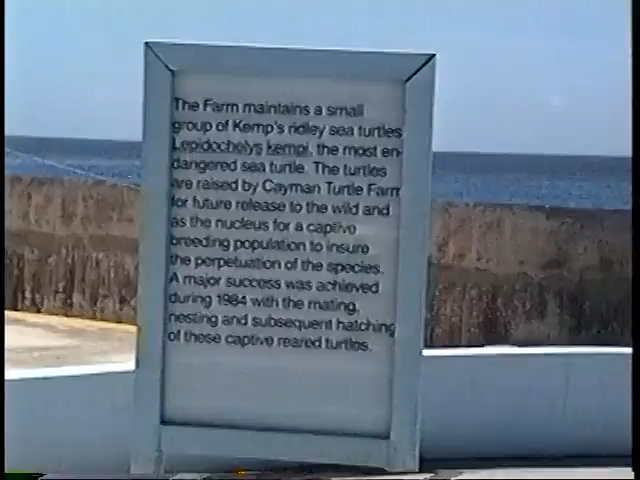 The Farm maintains a small
group of Kemp's ridley sea turtles
Lepidochelys kempi, the most en-
dangered sea turtle. The turtles
are raised by Cayman Turtle Farm
for future release to the wild and
as the nucleus for a captive
breeding population to insure
the perpetuation of the species.
A major success was achieved
during 1984 with the mating,
nesting and subsequent hatching
of these captive reared turtles.